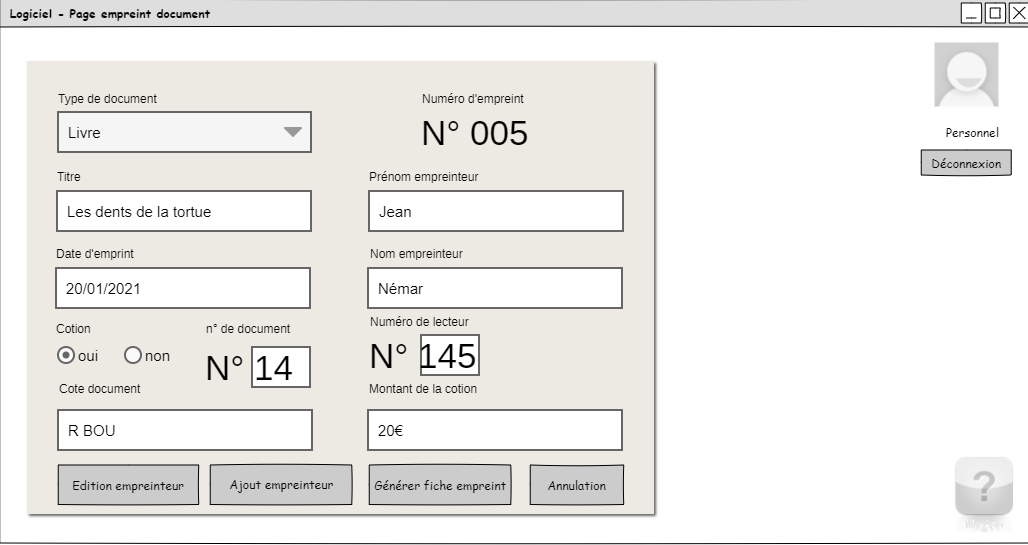 Logiciel - Page empreint document
Personnel
Déconnexion
Type de document
Livre
Numéro d'empreint
N° 005
Titre
Les dents de la tortue
Prénom empreinteur
Jean
Date d'emprint
20/01/2021
Nom empreinteur
Némar
Cotion
oui non
n° de document
N° 14
Numéro de lecteur
N° 145
Cote document
R BOU
Montant de la cotion
20€
Edition empreinteur
Ajout empreinteur
Générer fiche empreint
Annulation
?